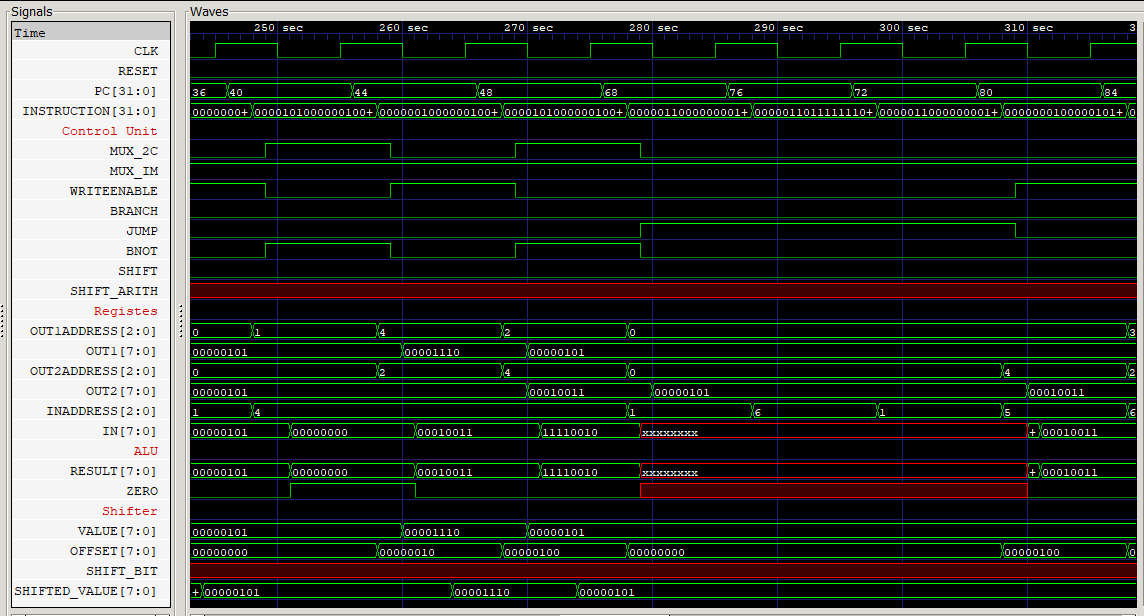 Signals Waves
Time 250 sec 260 sec 270 sec 280 sec 290 sec 300 sec 310 sec 3
CLK
RESET
PC[31:0] 36 40 44 48 68 76 72 80 84
INSTRUCTION[31:0] 0000000+ 0000101000000100+ 0000001000000100+ 0000101000000100+ 0000011000000001+ 0000011011111110+ 0000011000000001+ 0000000100000101+ 0
Control Unit
MUX_2C
MUX_IM
WRITEENABLE
BRANCH
JUMP
BNOT
SHIFT
SHIFT_ARITH
Registes
OUT1ADDRESS[2:0] 0 1 4 2 0 3
OUT1[7:0] 00000101 00001110 00000101
OUT2ADDRESS[2:0] 0 2 4 0 4 2
OUT2[7:0] 00000101 00010011 00000101 00010011
INADDRESS[2:0] 1 4 1 6 1 5 6
IN[7:0] 00000101 00000000 00010011 11110010 xxxxxxxx + 00010011
ALU
RESULT[7:0] 00000101 00000000 00010011 11110010 xxxxxxxx + 00010011
ZERO
Shifter
VALUE[7:0] 00000101 00001110 00000101
OFFSET[7:0] 00000000 00000010 00000100 00000000 00000100 0
SHIFT_BIT
SHIFTED_VALUE[7:0] + 00000101 00001110 00000101